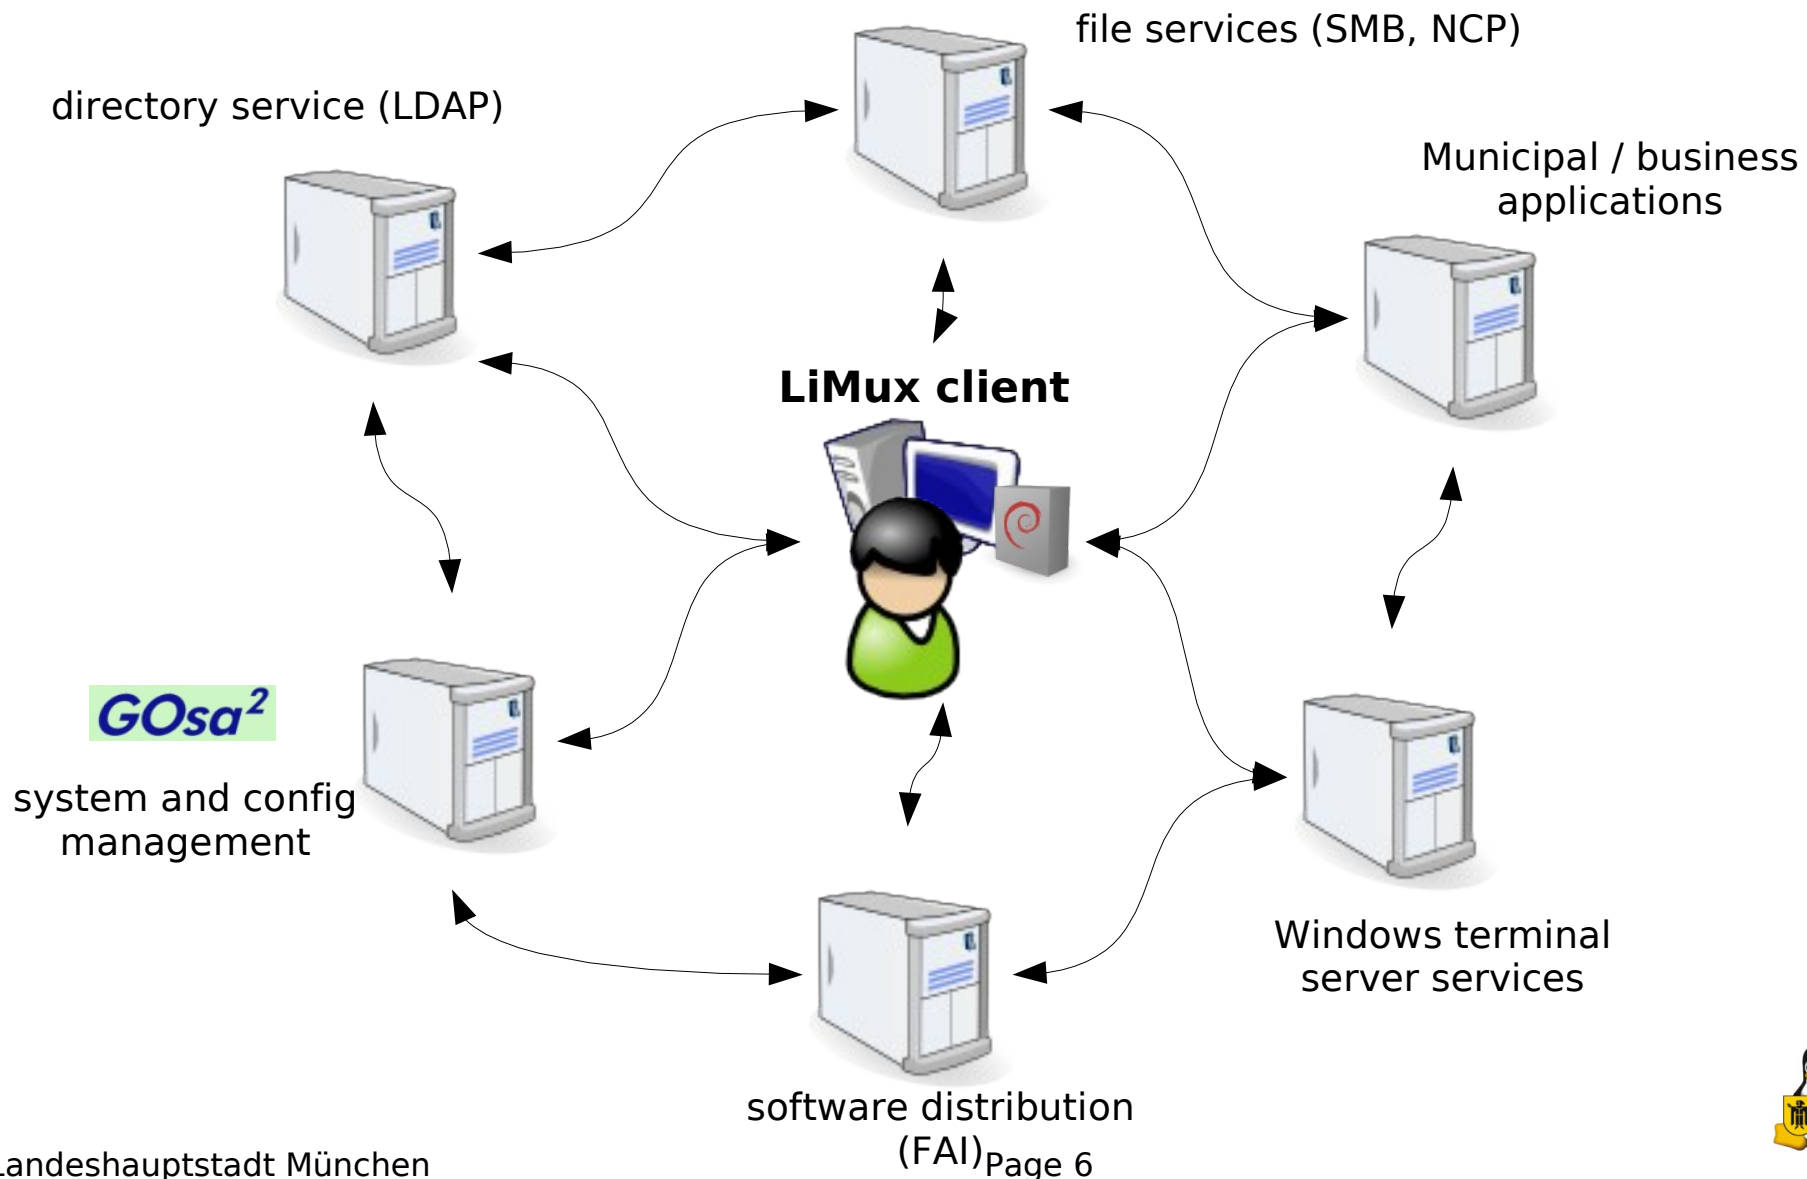 file services (SMB, NCP)
directory service (LDAP)
Municipal / business
applications
LiMux client
GOsa²
system and config
management
Windows terminal
server services
software distribution
(FAI)
Landeshauptstadt München
Page 6